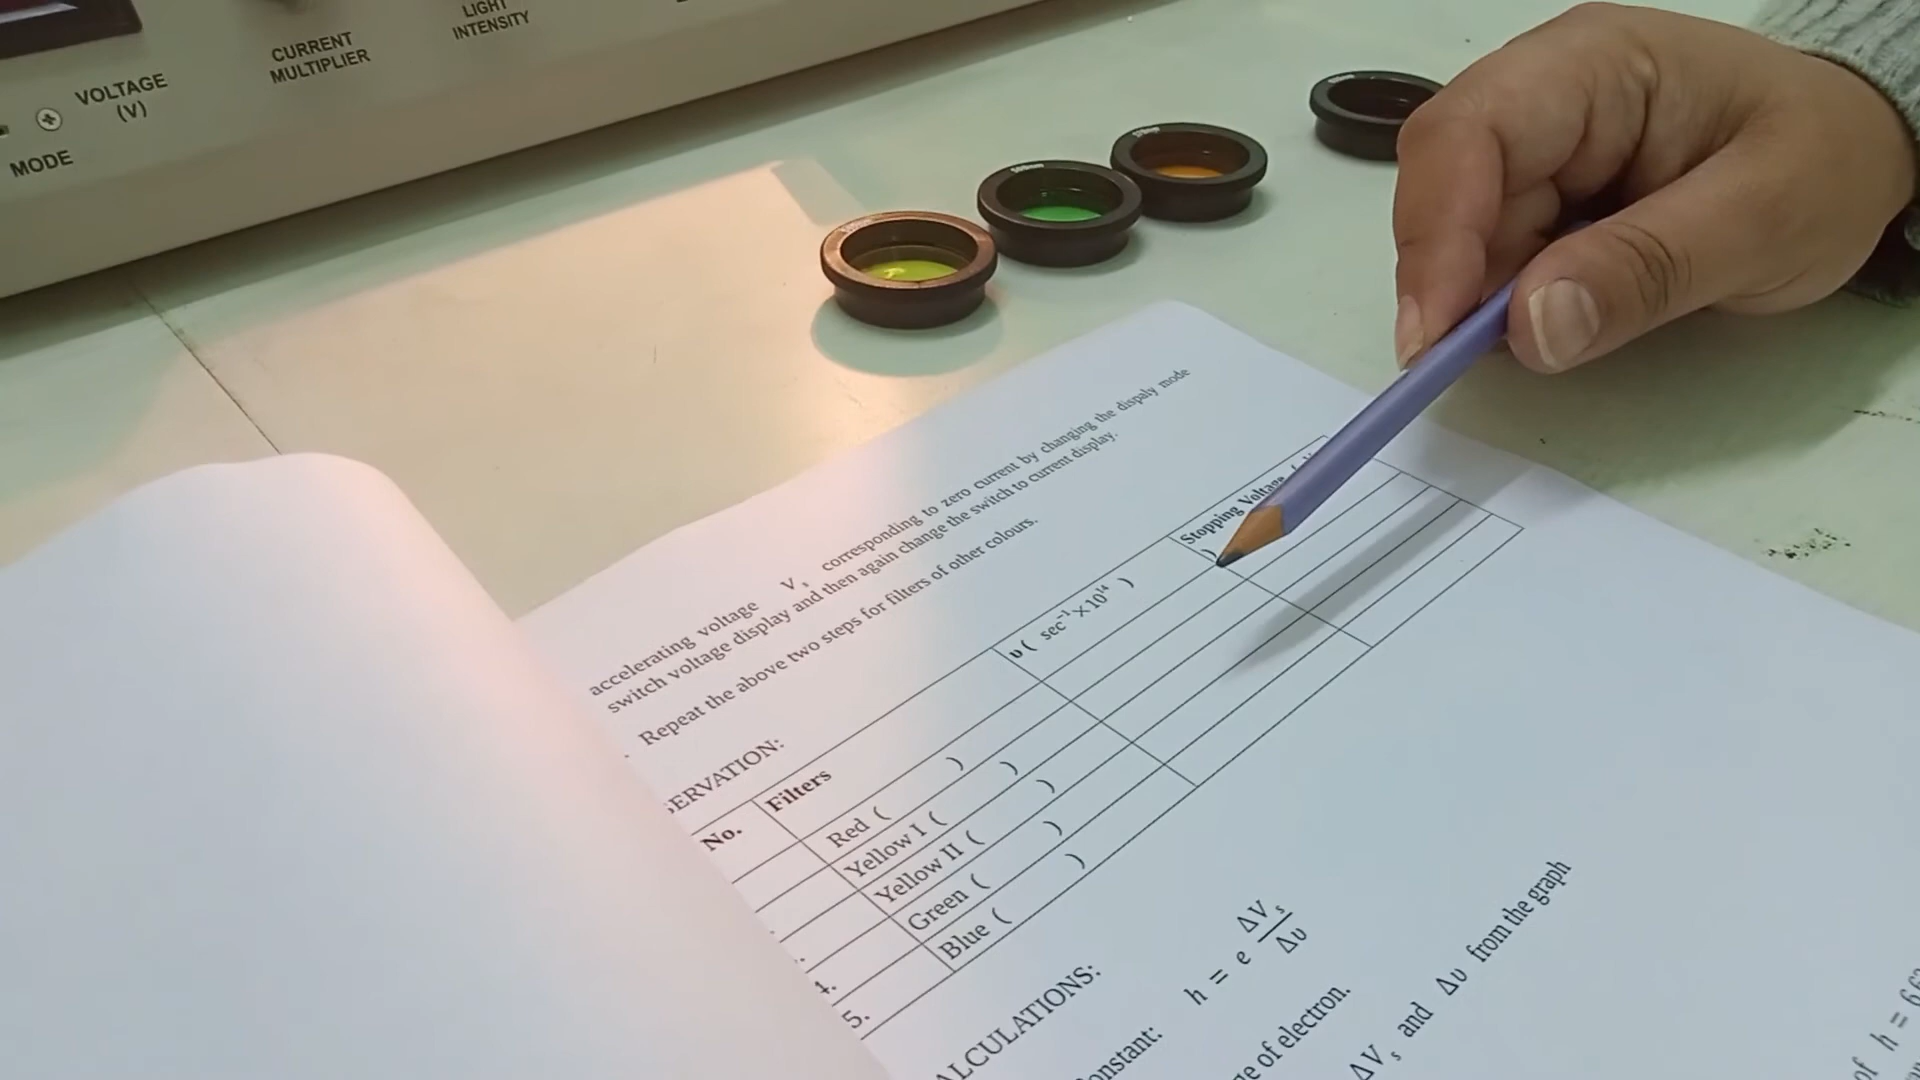 VOLTAGE
(V)
MODE
CURRENT
MULTIPLIER
LIGHT
INTENSITY
accelerating voltage V s corresponding to zero current by changing the dispaly mode
switch voltage display and then again change the switch to current display.
Repeat the above two steps for filters of other colours.
ERVATION:
No. Filters υ ( sec⁻¹ ×10¹⁴ ) Stopping Voltage
)
Red ( )
Yellow I ( )
Yellow II ( )
4. Green ( )
5. Blue ( )
ALCULATIONS:
onstant: h = e ΔV s / Δυ
ge of electron.
ΔV s and Δυ from the graph
of h =